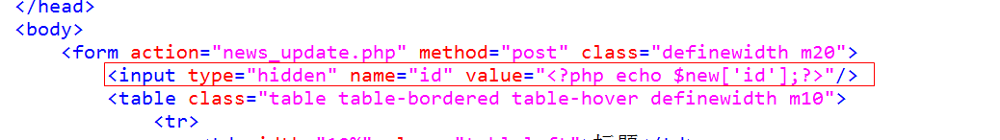 </head>
<body>
<form action="news_update.php" method="post" class="definewidth m20">
<input type="hidden" name="id" value="<?php echo $new['id'];?>"/>
<table class="table table-bordered table-hover definewidth m10">
<tr>